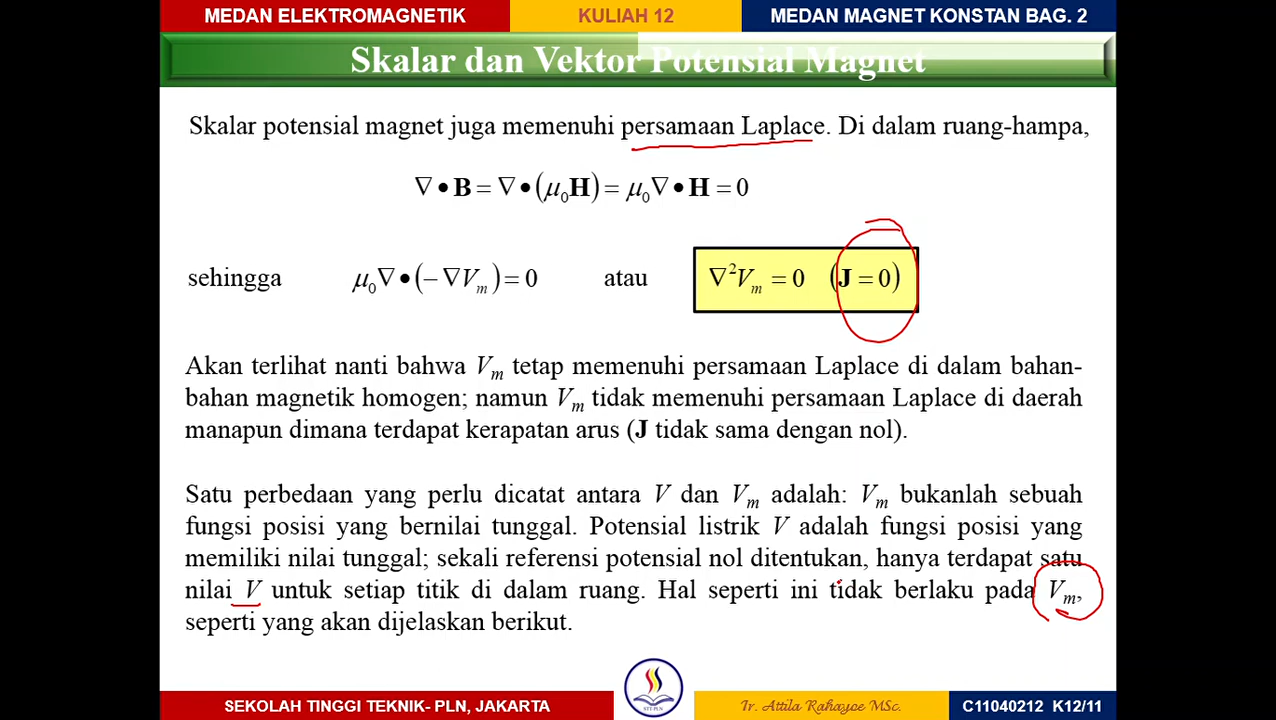 MEDAN ELEKTROMAGNETIK KULIAH 12 MEDAN MAGNET KONSTAN BAG. 2
Skalar dan Vektor Potensial Magnet
Skalar potensial magnet juga memenuhi persamaan Laplace. Di dalam ruang-hampa,
∇ • B = ∇ • (μ₀H) = μ₀∇ • H = 0
sehingga μ₀∇ • (− ∇Vₘ) = 0 atau ∇²Vₘ = 0 (J = 0)
Akan terlihat nanti bahwa Vₘ tetap memenuhi persamaan Laplace di dalam bahan-
bahan magnetik homogen; namun Vₘ tidak memenuhi persamaan Laplace di daerah
manapun dimana terdapat kerapatan arus (J tidak sama dengan nol).
Satu perbedaan yang perlu dicatat antara V dan Vₘ adalah: Vₘ bukanlah sebuah
fungsi posisi yang bernilai tunggal. Potensial listrik V adalah fungsi posisi yang
memiliki nilai tunggal; sekali referensi potensial nol ditentukan, hanya terdapat satu
nilai V untuk setiap titik di dalam ruang. Hal seperti ini tidak berlaku pada Vₘ,
seperti yang akan dijelaskan berikut.
SEKOLAH TINGGI TEKNIK- PLN, JAKARTA STT-PLN Ir. Attila Rahayoe MSc. C11040212 K12/11